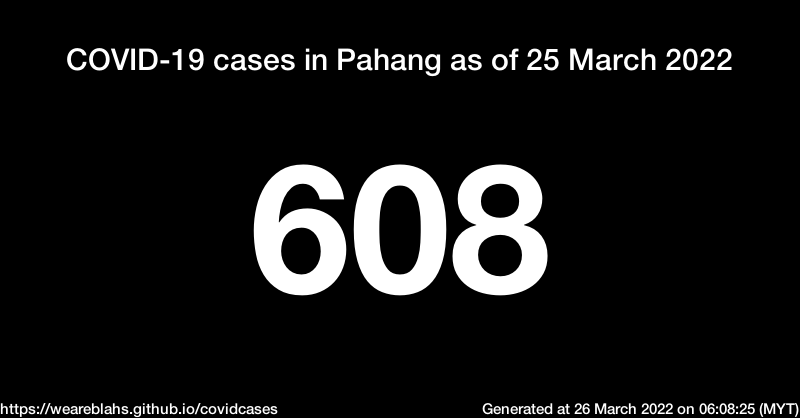 COVID-19 cases in Pahang as of 25 March 2022
608
https://weareblahs.github.io/covidcases
Generated at 26 March 2022 on 06:08:25 (MYT)